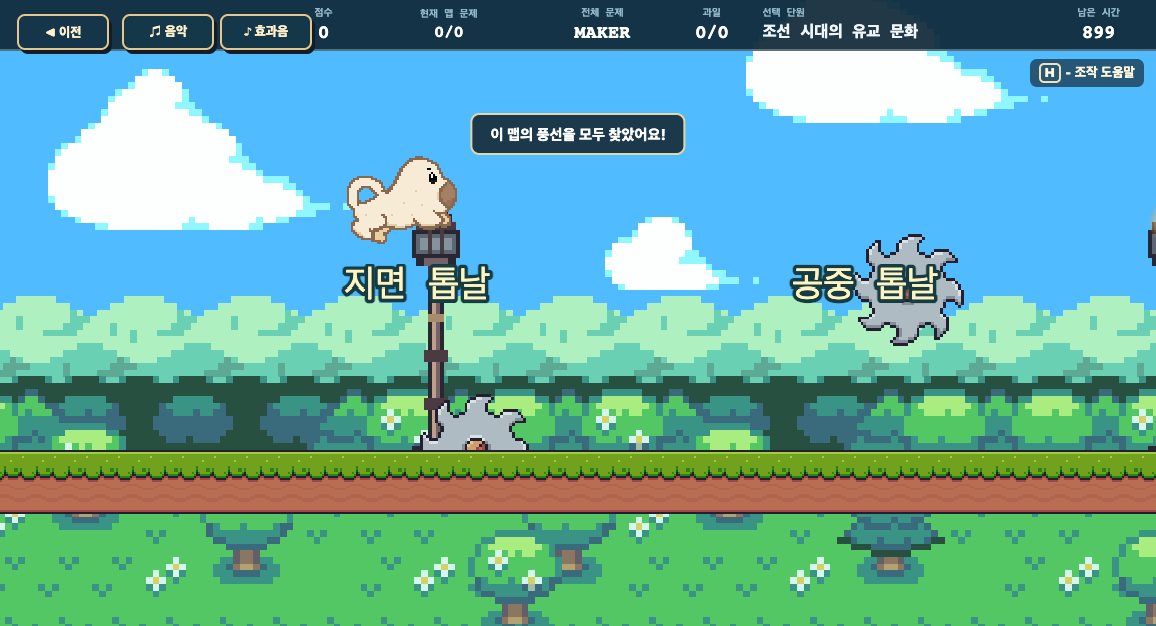 ◀ 이전
♫ 음악
♪ 효과음
점수
0
현재 맵 문제
0/0
전체 문제
MAKER
과일
0/0
선택 단원
조선 시대의 유교 문화
남은 시간
899
H - 조작 도움말
이 맵의 풍선을 모두 찾았어요!
지면 톱날
공중 톱날